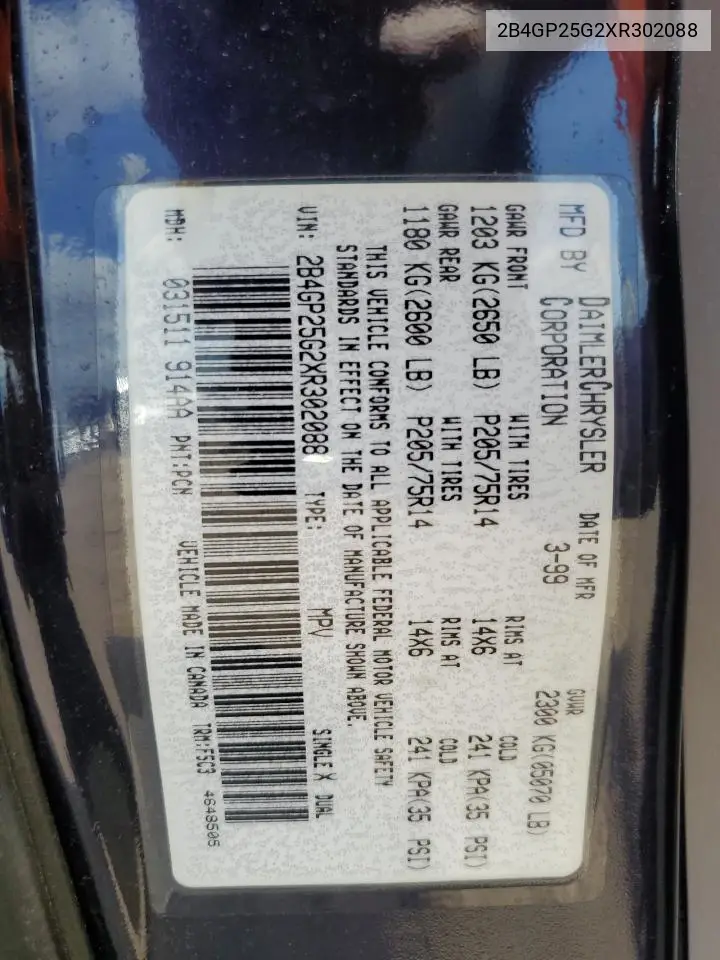 2B4GP25G2XR302088
MFD BY DAIMLERCHRYSLER CORPORATION DATE OF MFR 3-99 GVWR 2300 KG(05070 LB)
GAWR FRONT WITH TIRES RIMS AT COLD
1203 KG(2650 LB) P205/75R14 14X6 241 KPA(35 PSI)
GAWR REAR WITH TIRES RIMS AT COLD
1180 KG(2600 LB) P205/75R14 14X6 241 KPA(35 PSI)
THIS VEHICLE CONFORMS TO ALL APPLICABLE FEDERAL MOTOR VEHICLE SAFETY
STANDARDS IN EFFECT ON THE DATE OF MANUFACTURE SHOWN ABOVE.
VIN: 2B4GP25G2XR302088 TYPE: MPV SINGLE X DUAL
MDH: 031511 914AA PNT:PCN VEHICLE MADE IN CANADA TRM:F5C3 4648506